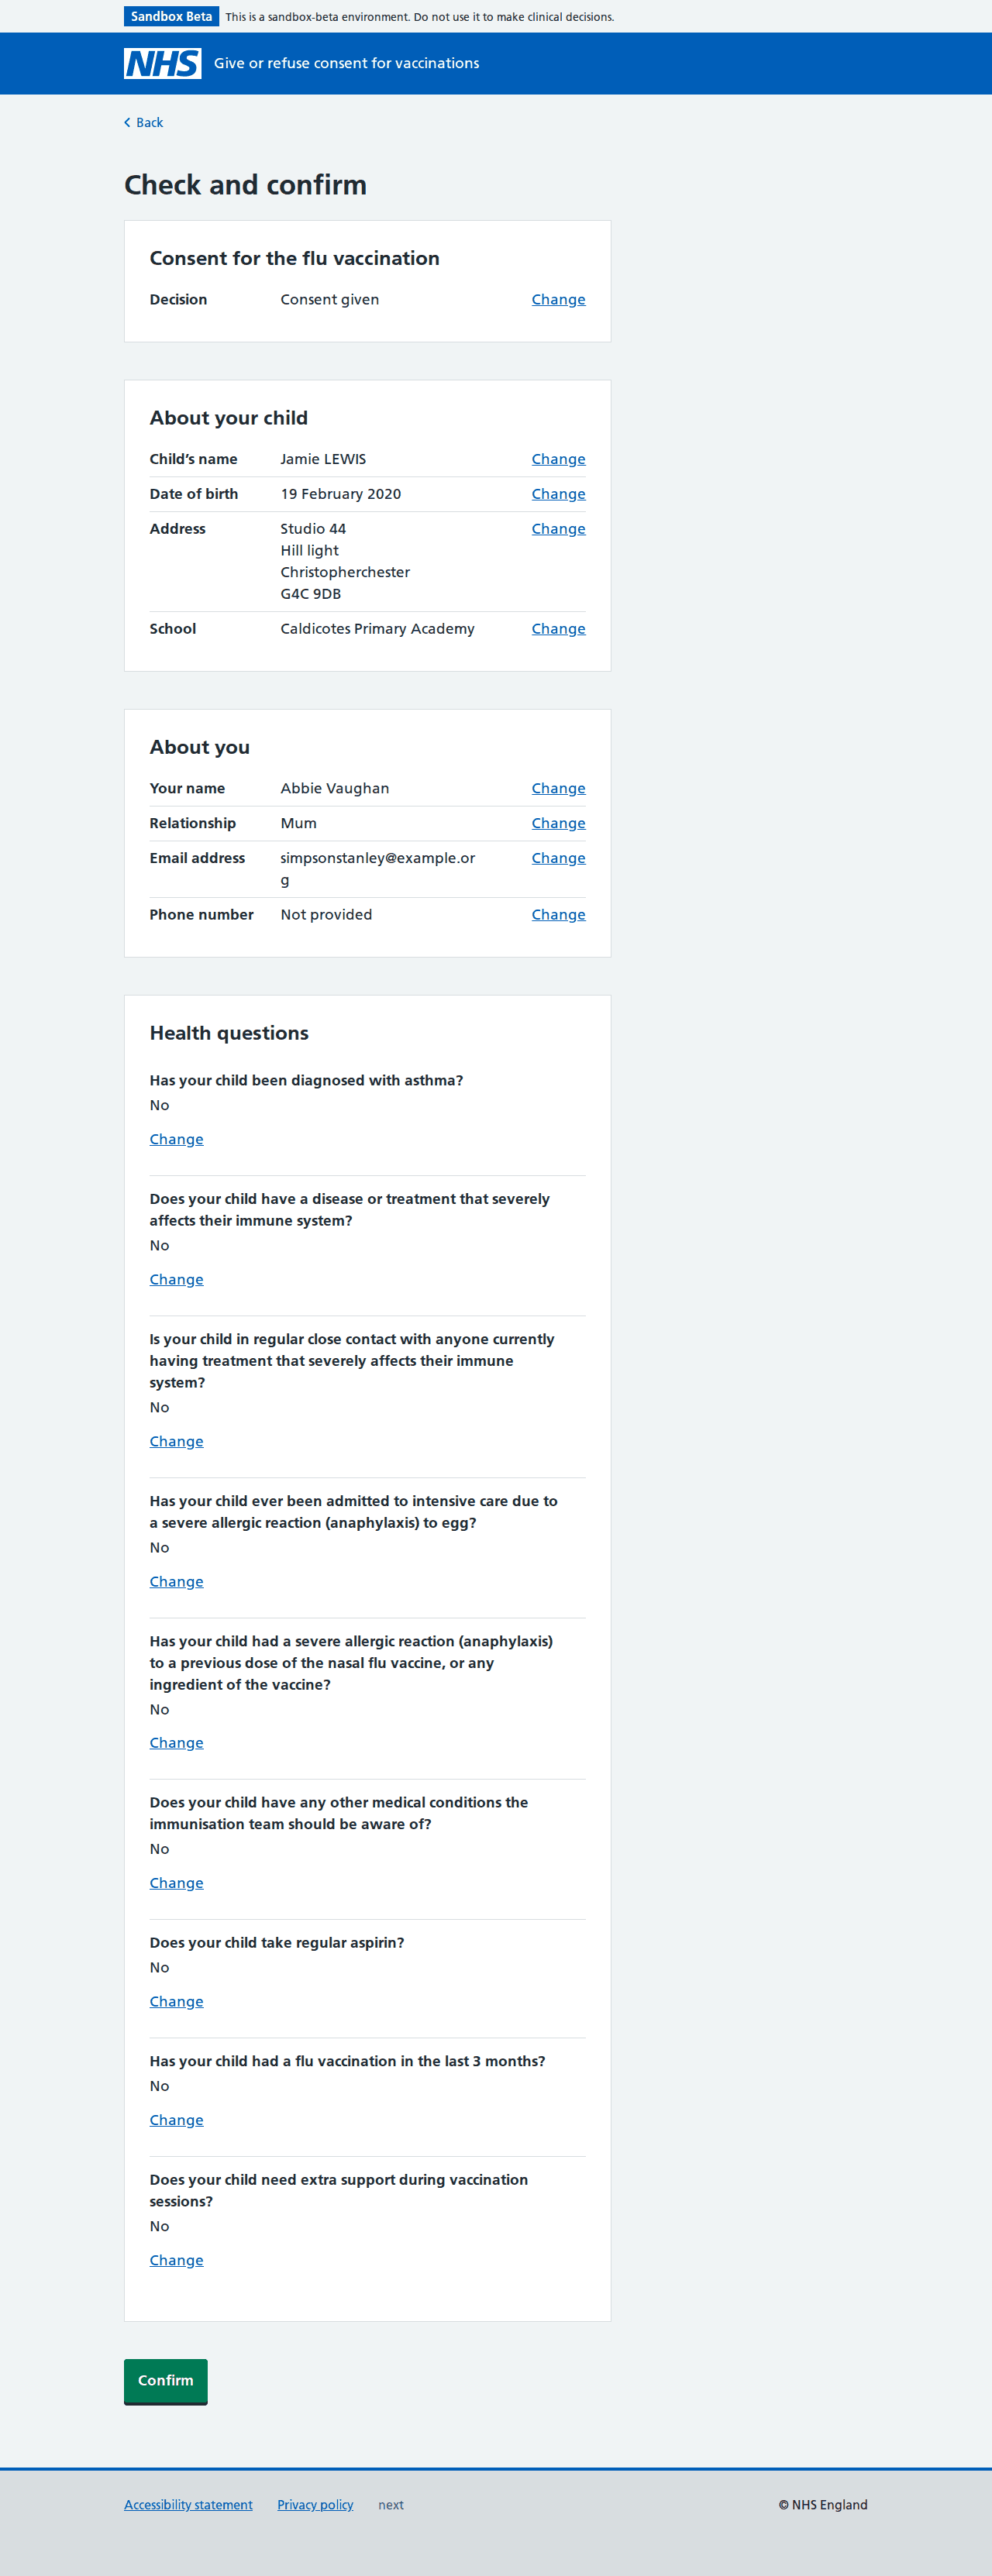 Sandbox Beta This is a sandbox-beta environment. Do not use it to make clinical decisions.
NHS Give or refuse consent for vaccinations
Back
Check and confirm
Consent for the flu vaccination
Decision Consent given Change
About your child
Child’s name Jamie LEWIS Change
Date of birth 19 February 2020 Change
Address Studio 44 Change
Hill light
Christopherchester
G4C 9DB
School Caldicotes Primary Academy Change
About you
Your name Abbie Vaughan Change
Relationship Mum Change
Email address simpsonstanley@example.or Change
g
Phone number Not provided Change
Health questions
Has your child been diagnosed with asthma?
No
Change
Does your child have a disease or treatment that severely
affects their immune system?
No
Change
Is your child in regular close contact with anyone currently
having treatment that severely affects their immune
system?
No
Change
Has your child ever been admitted to intensive care due to
a severe allergic reaction (anaphylaxis) to egg?
No
Change
Has your child had a severe allergic reaction (anaphylaxis)
to a previous dose of the nasal flu vaccine, or any
ingredient of the vaccine?
No
Change
Does your child have any other medical conditions the
immunisation team should be aware of?
No
Change
Does your child take regular aspirin?
No
Change
Has your child had a flu vaccination in the last 3 months?
No
Change
Does your child need extra support during vaccination
sessions?
No
Change
Confirm
Accessibility statement Privacy policy next © NHS England